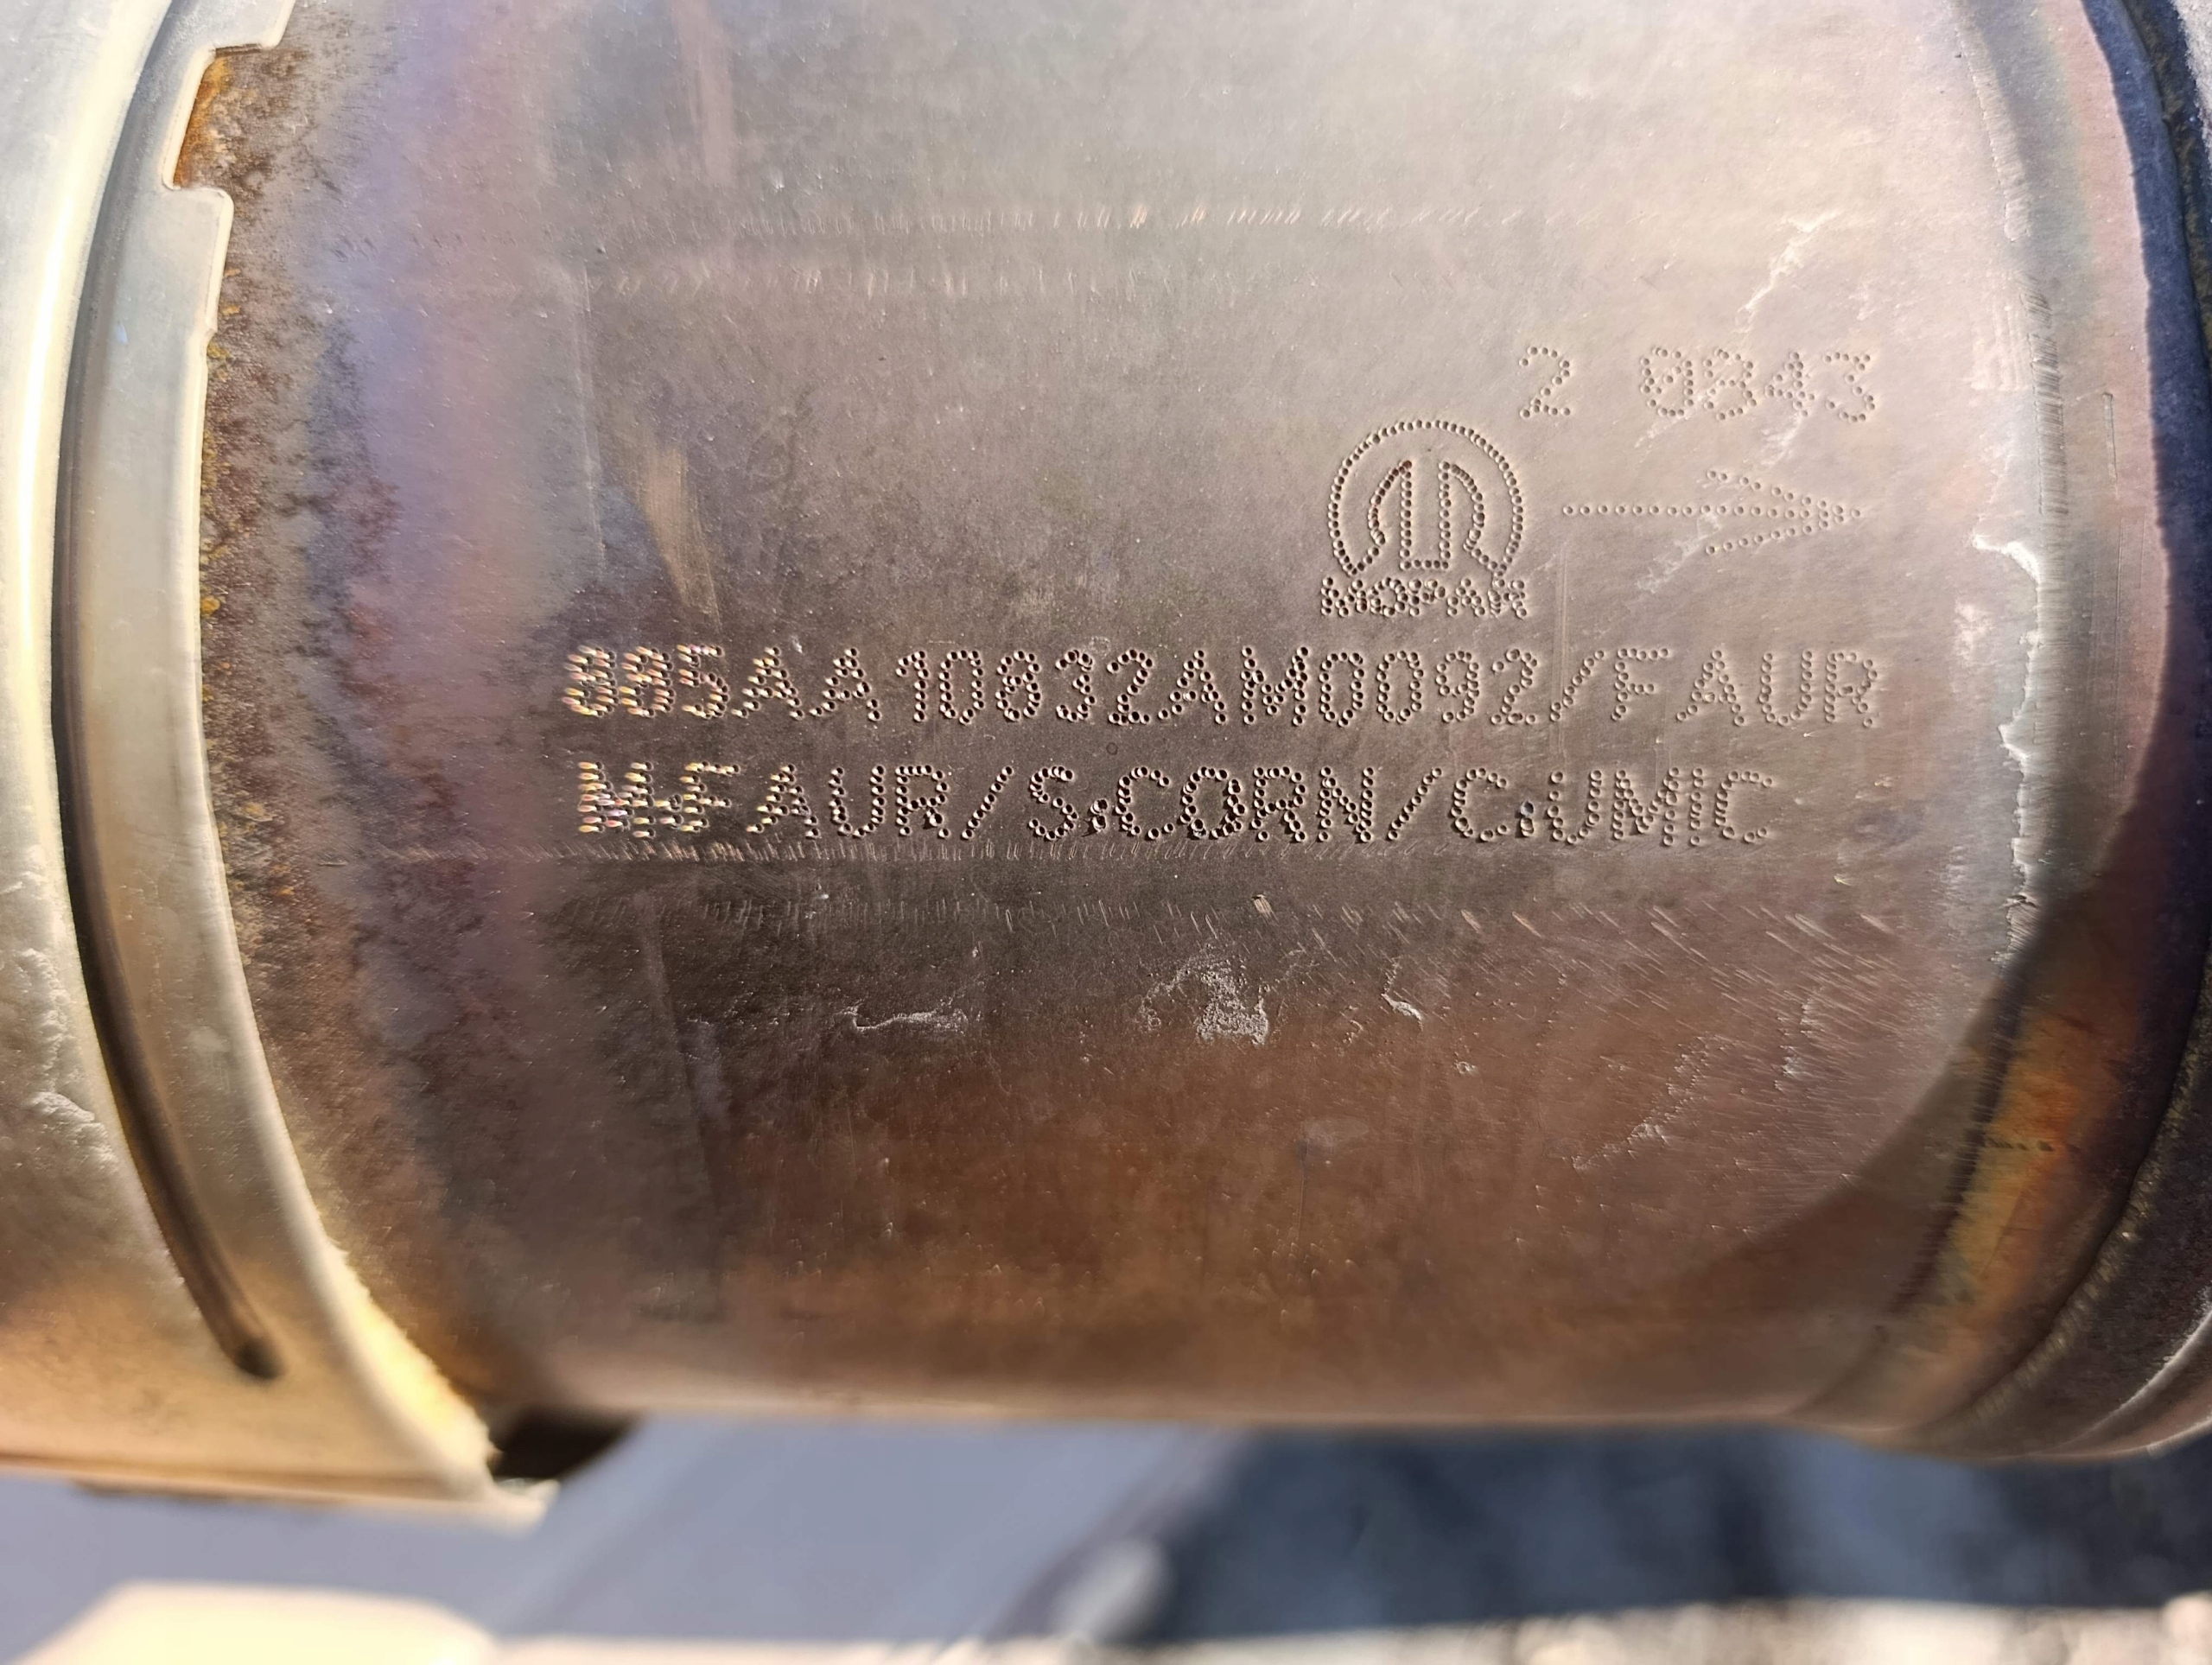 2 0843
MOPAR
885AA10832AM0092/FAUR
M:FAUR/S:CORN/C:UMIC